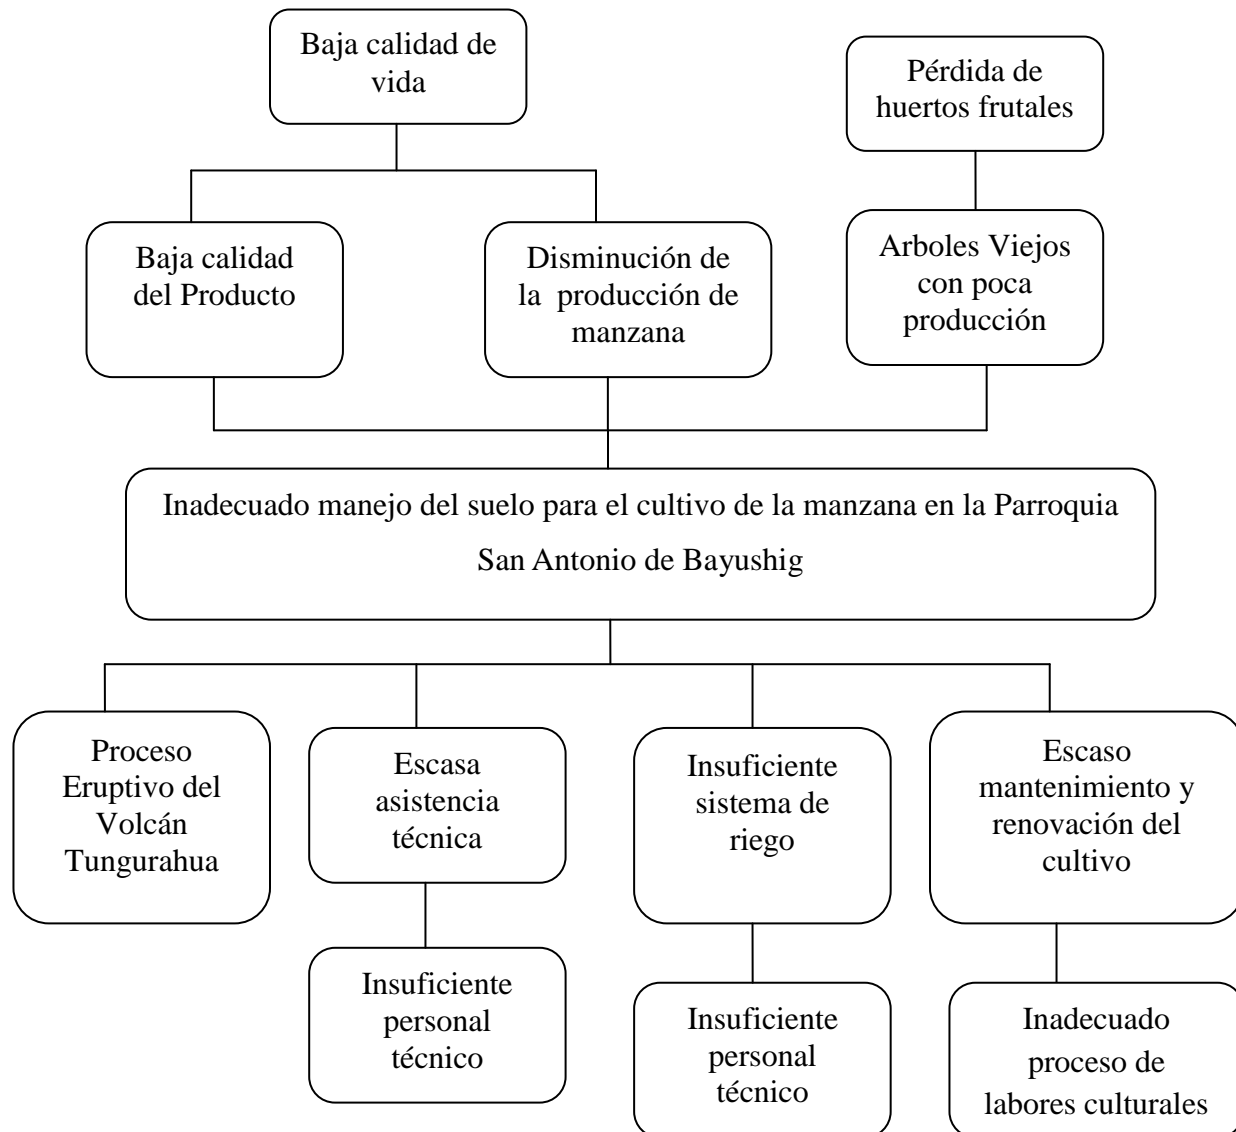 Baja calidad de
vida
Pérdida de
huertos frutales
Baja calidad
del Producto
Disminución de
la producción de
manzana
Arboles Viejos
con poca
producción
Inadecuado manejo del suelo para el cultivo de la manzana en la Parroquia
San Antonio de Bayushig
Proceso
Eruptivo del
Volcán
Tungurahua
Escasa
asistencia
técnica
Insuficiente
sistema de
riego
Escaso
mantenimiento y
renovación del
cultivo
Insuficiente
personal
técnico
Insuficiente
personal
técnico
Inadecuado
proceso de
labores culturales